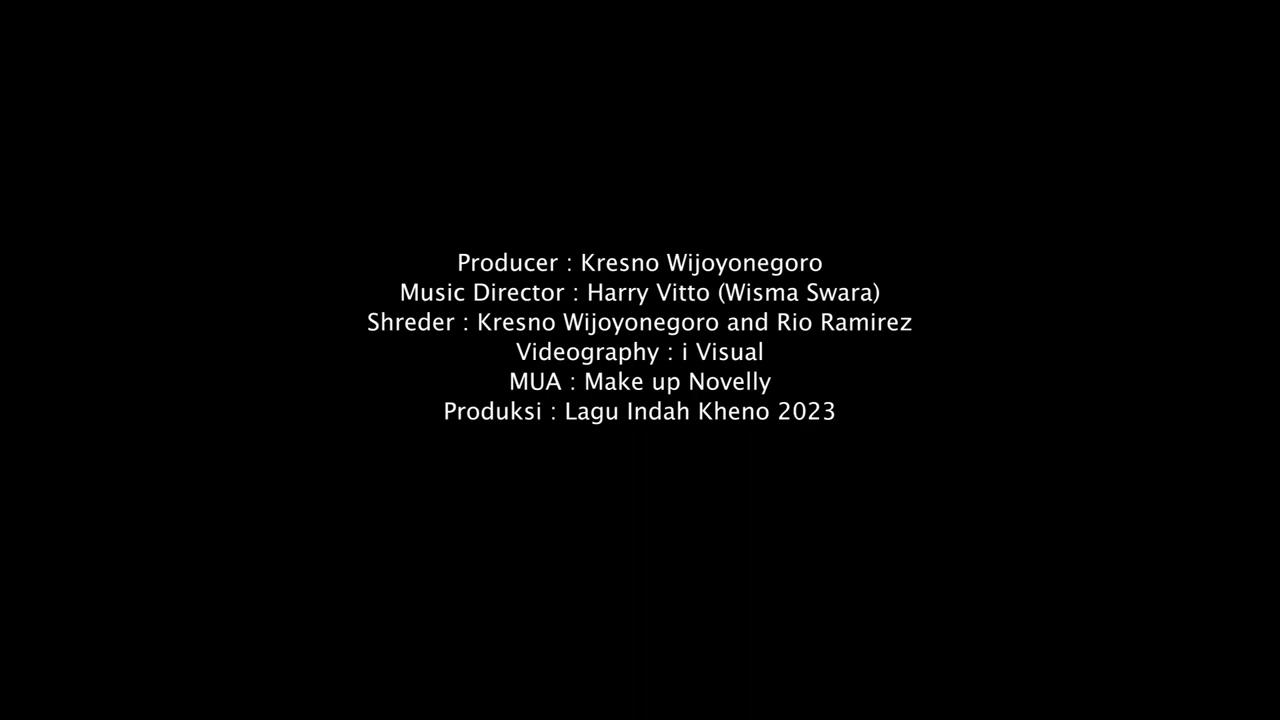 Producer : Kresno Wijoyonegoro
Music Director : Harry Vitto (Wisma Swara)
Shreder : Kresno Wijoyonegoro and Rio Ramirez
Videography : i Visual
MUA : Make up Novelly
Produksi : Lagu Indah Kheno 2023